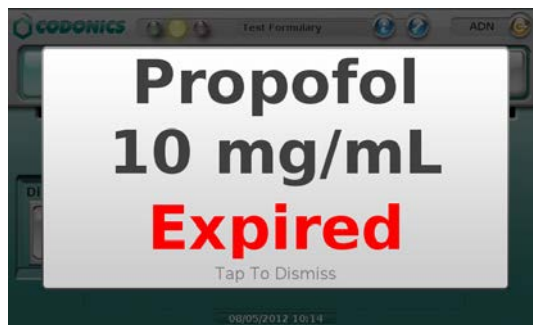 CODONICS Test Formulary ADN
Propofol
10 mg/mL
Expired
Tap To Dismiss
08/05/2012 10:14